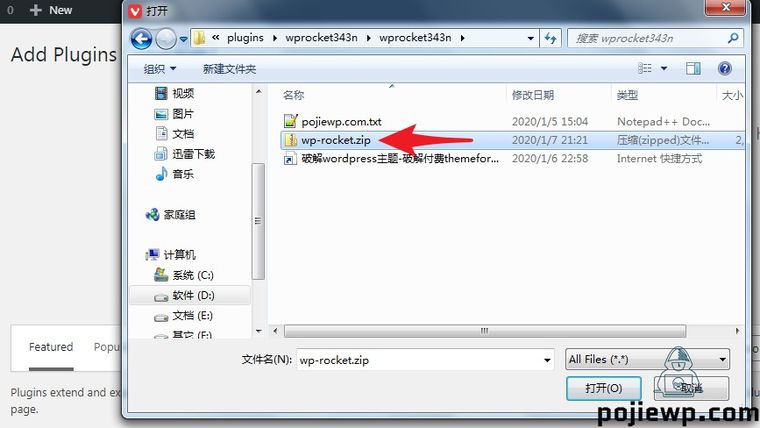 0 + New
Add Plugins
打开
plugins wprocket343n wprocket343n
搜索 wprocket343n
组织 新建文件夹
名称 修改日期 类型 大小
视频
图片
文档
迅雷下载
音乐
家庭组
计算机
系统 (C:)
软件 (D:)
文档 (E:)
其它 (F:)
pojiewp.com.txt 2020/1/5 15:04 Notepad++ Doc...
wp-rocket.zip 2020/1/7 21:21 压缩(zipped)文件... 2,
破解wordpress主题-破解付费themefor... 2020/1/6 22:58 Internet 快捷方式
Featured Popu
文件名(N): wp-rocket.zip All Files (*.*)
打开(O) 取消
Plugins extend and ex
page.
pojiewp.com